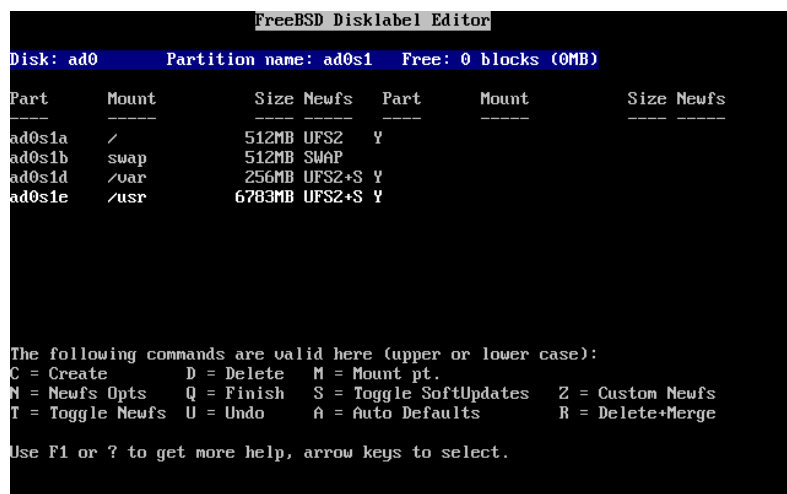 FreeBSD Disklabel Editor
Disk: ad0 Partition name: ad0s1 Free: 0 blocks (0MB)
Part Mount Size Newfs Part Mount Size Newfs
---- ----- ---- ----- ---- ----- ---- -----
ad0s1a / 512MB UFS2 Y
ad0s1b swap 512MB SWAP
ad0s1d /var 256MB UFS2+S Y
ad0s1e /usr 6783MB UFS2+S Y
The following commands are valid here (upper or lower case):
C = Create D = Delete M = Mount pt.
N = Newfs Opts Q = Finish S = Toggle SoftUpdates Z = Custom Newfs
T = Toggle Newfs U = Undo A = Auto Defaults R = Delete+Merge
Use F1 or ? to get more help, arrow keys to select.